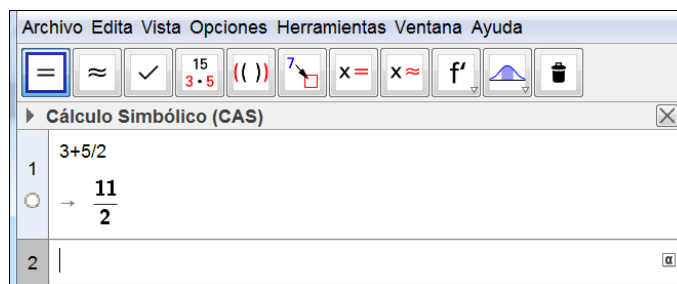 Archivo Edita Vista Opciones Herramientas Ventana Ayuda
= ≈ ✓ 15 3·5 (( )) 7 x= x≈ f′
Cálculo Simbólico (CAS)
1
3+5/2
→ 11/2
2
α